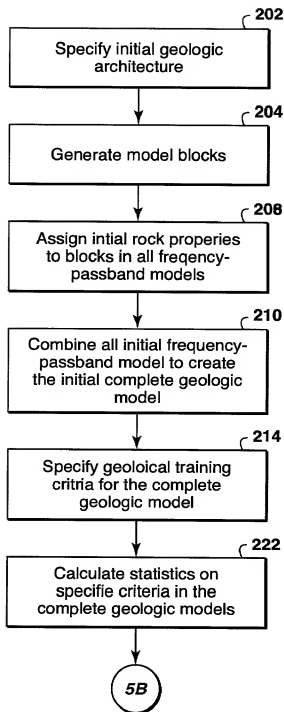 202
Specify initial geologic
architecture
204
Generate model blocks
208
Assign intial rock properies
to blocks in all freqency-
passband models
210
Combine all initial frequency-
passband model to create
the initial complete geologic
model
214
Specify geoloical training
critria for the complete
geologic model
222
Calculate statistics on
specifie criteria in the
complete geologic models
5B